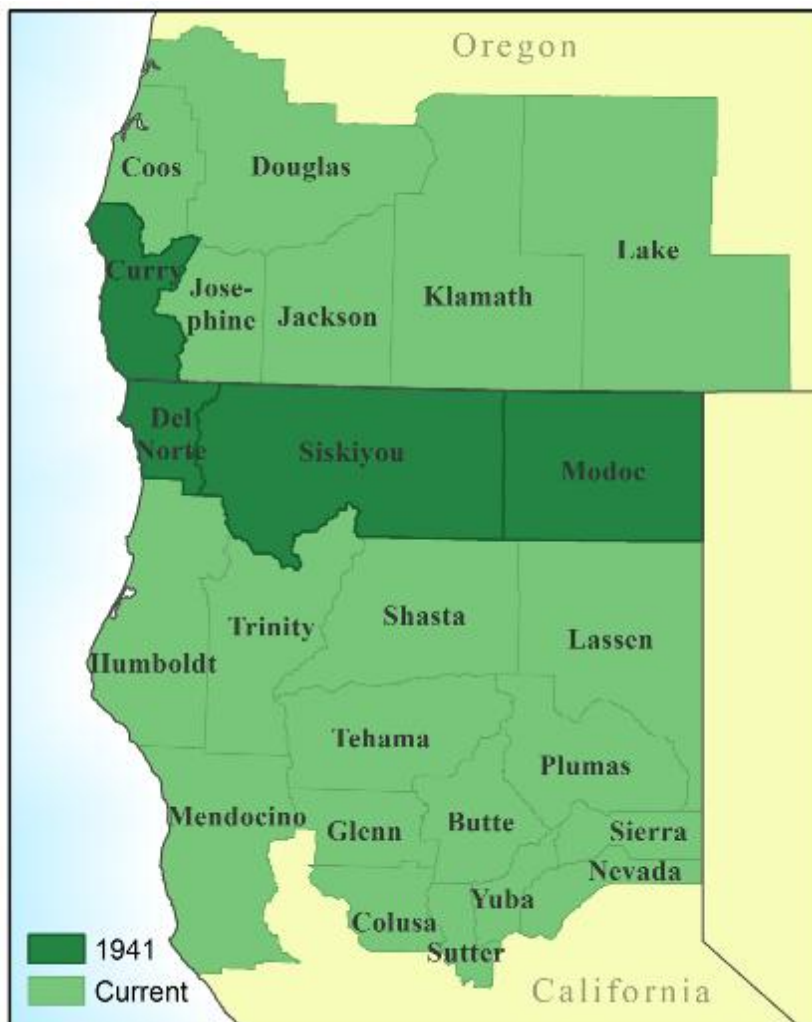 Oregon
Coos
Douglas
Lake
Curry
Jose-
phine
Jackson
Klamath
Del
Norte
Siskiyou
Modoc
Shasta
Trinity
Lassen
Humboldt
Tehama
Plumas
Mendocino
Glenn
Butte
Sierra
Nevada
Yuba
Colusa
Sutter
1941
Current
California